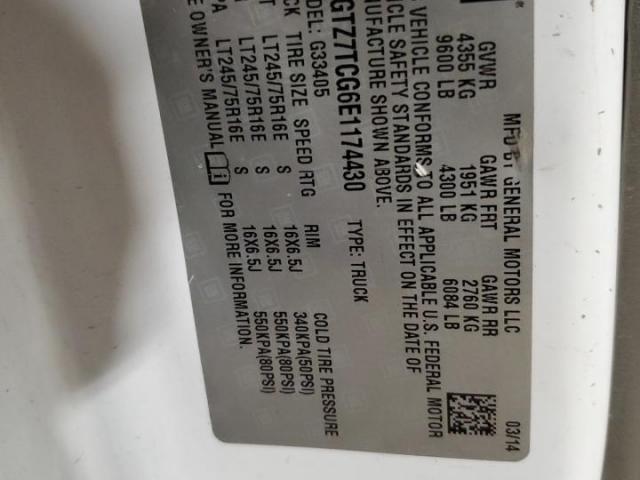 MFD BY GENERAL MOTORS LLC 03/14
GVWR GAWR FRT GAWR RR
4355 KG 1951 KG 2760 KG
9600 LB 4300 LB 6084 LB
VEHICLE CONFORMS TO ALL APPLICABLE U.S. FEDERAL MOTOR
VEHICLE SAFETY STANDARDS IN EFFECT ON THE DATE OF
MANUFACTURE SHOWN ABOVE.
GTZ7TCG6E1174430 TYPE: TRUCK
MODEL: G33405
TIRE SIZE SPEED RTG RIM COLD TIRE PRESSURE
LT245/75R16E S 16X6.5J 340KPA(50PSI)
LT245/75R16E S 16X6.5J 550KPA(80PSI)
LT245/75R16E S 16X6.5J 550KPA(80PSI)
OWNER'S MANUAL FOR MORE INFORMATION.